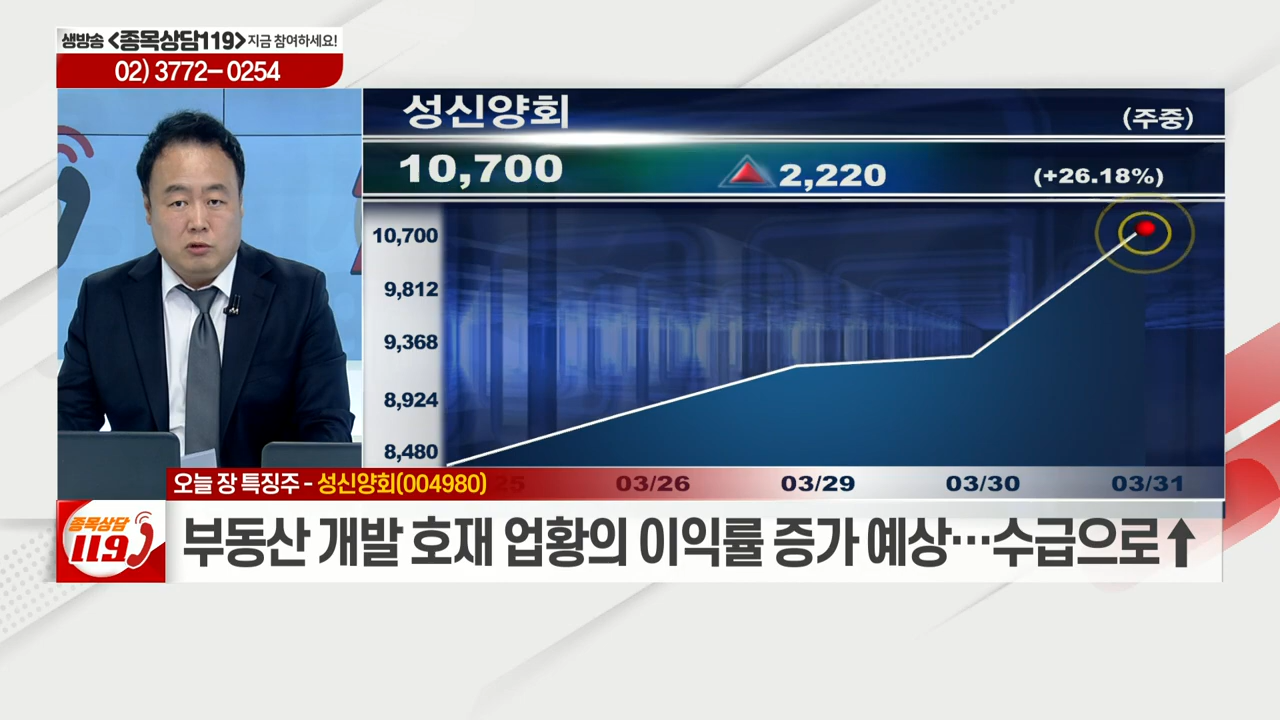 생방송 <종목상담119> 지금 참여하세요!
02) 3772-0254
성신양회
(주중)
10,700
2,220
(+26.18%)
10,700
9,812
9,368
8,924
8,480
25 03/26 03/29 03/30 03/31
오늘 장 특징주 - 성신양회(004980)
종목상담
119
부동산 개발 호재 업황의 이익률 증가 예상…수급으로↑